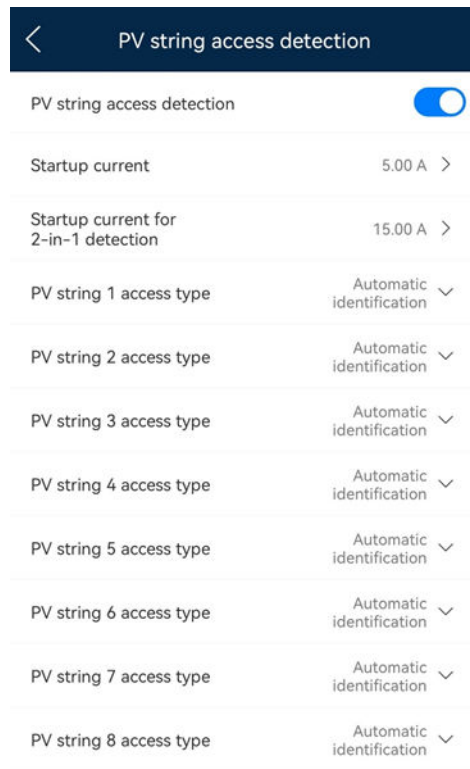 PV string access detection
PV string access detection
Startup current 5.00 A
Startup current for
2-in-1 detection 15.00 A
PV string 1 access type Automatic
identification
PV string 2 access type Automatic
identification
PV string 3 access type Automatic
identification
PV string 4 access type Automatic
identification
PV string 5 access type Automatic
identification
PV string 6 access type Automatic
identification
PV string 7 access type Automatic
identification
PV string 8 access type Automatic
identification